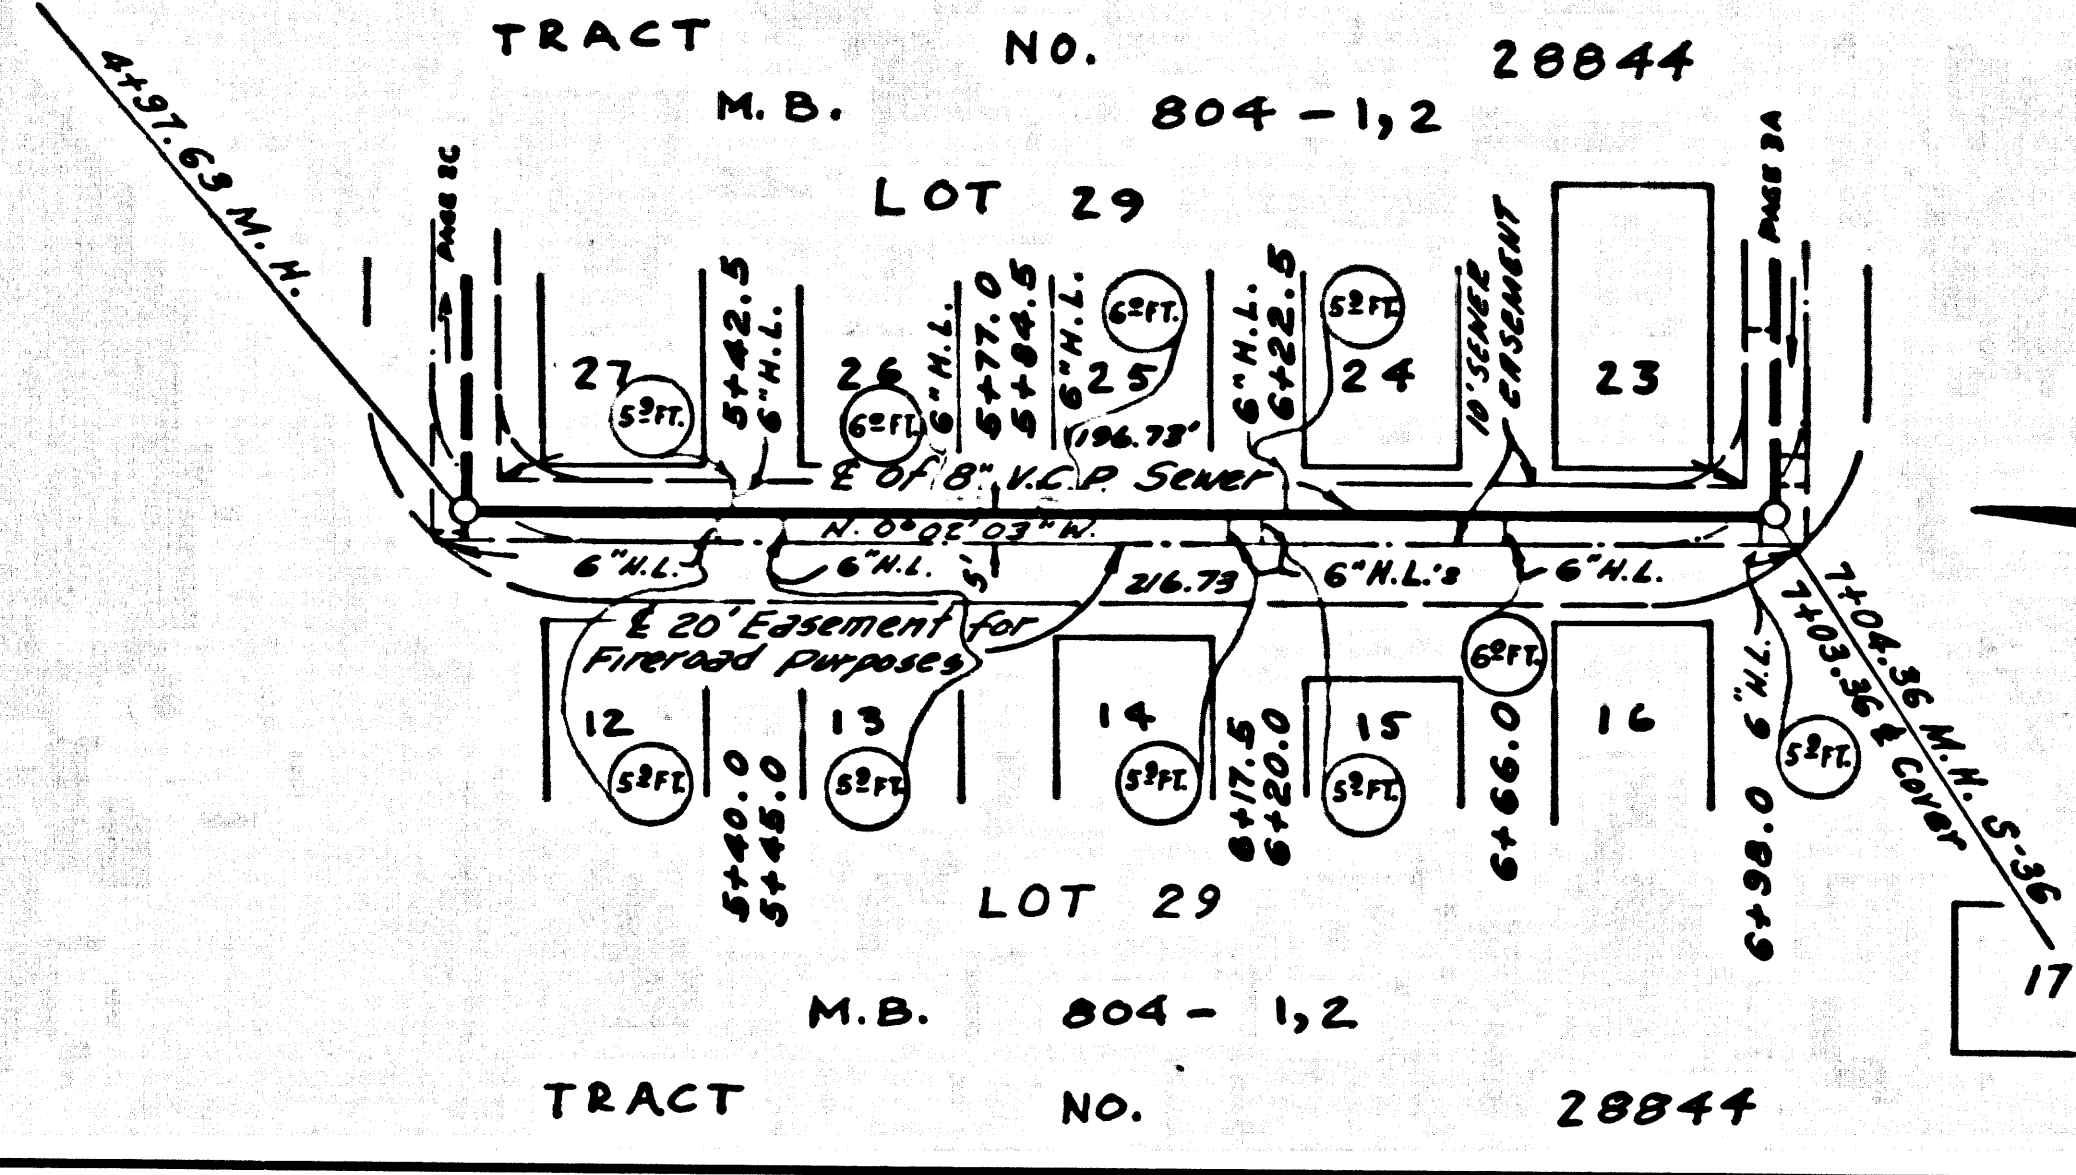 TRACT NO. 28844
M. B. 804 - 1, 2
LOT 29
4+97.63 M. H.
PAGE 3A
5+42.5
6"H.L.
6"H.L.
5+77.0
5+84.5
6"H.L.
6"H.L.
6+22.5
10' SEWER
EASEMENT
27
5º FT.
26
6º FT.
25
6º FT.
24
5º FT.
23
196.73'
℄ of 8" V.C.P. Sewer
N. 0°02'03" W.
6"H.L.
6"H.L.
5'
216.73
6"H.L.'s
6"H.L.
℄ 20' Easement for
Fireroad Purposes
12
5º FT.
13
5º FT.
14
5º FT.
15
5º FT.
6º FT.
16
5º FT.
17
5+40.0
5+45.0
6+17.5
6+20.0
6+66.0
6+98.0 6"H.L.
7+04.36 M.H. S-36
7+03.36 ℄ Cover
LOT 29
M.B. 804 - 1, 2
TRACT NO. 28844